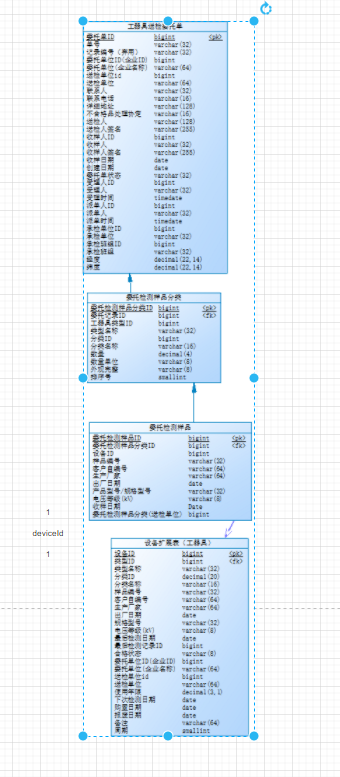 工器具送检委托单
委托单ID bigint <pk>
单号 varchar(32)
记录编号（弃用） varchar(32)
委托单位ID(企业ID) bigint
委托单位(企业名称) varchar(64)
送检单位id bigint
送检单位 varchar(64)
联系人 varchar(32)
联系电话 varchar(16)
详细地址 varchar(128)
不合格品处理协定 varchar(16)
送检人 varchar(128)
送检人签名 varchar(255)
收样人ID bigint
收样人 varchar(32)
收样人签名 varchar(255)
收样日期 date
创建日期 date
委托单状态 varchar(32)
受理人ID bigint
受理人 varchar(32)
受理时间 timedate
派单人ID bigint
派单人 varchar(32)
派单时间 timedate
承检单位ID bigint
承检单位 varchar(32)
承检班组ID bigint
承检班组 varchar(32)
经度 decimal(22,14)
纬度 decimal(22,14)
委托检测样品分类
委托检测样品分类ID bigint <pk>
委托记录ID bigint <fk>
工器具类型ID bigint
类型名称 varchar(32)
分类ID bigint
分类名称 varchar(16)
数量 decimal(4)
数量单位 varchar(8)
外观完整 varchar(8)
排序号 smallint
委托检测样品
委托检测样品ID bigint <pk>
委托检测样品分类ID bigint <fk>
设备ID bigint
样品编号 varchar(32)
客户自编号 varchar(64)
生产厂家 varchar(64)
出厂日期 date
产品型号/规格型号 varchar(32)
电压等级(kV) varchar(8)
收样日期 Date
委托检测样品分类(送检单位) bigint
1
deviceId
1
设备扩展表（工器具）
设备ID bigint <pk>
类型ID bigint <fk>
类型名称 varchar(32)
分类ID decimal(20)
分类名称 varchar(16)
样品编号 varchar(32)
客户自编号 varchar(64)
生产厂家 varchar(64)
出厂日期 date
规格型号 varchar(32)
电压等级(kV) varchar(8)
最后检测日期 date
最后检测记录ID bigint
合格状态 varchar(8)
委托单位ID(企业ID) bigint
委托单位(企业名称) varchar(64)
送检单位id bigint
送检单位 varchar(64)
使用年限 decimal(3,1)
下次检测日期 date
购置日期 date
报废日期 date
备注 varchar(64)
周期 smallint